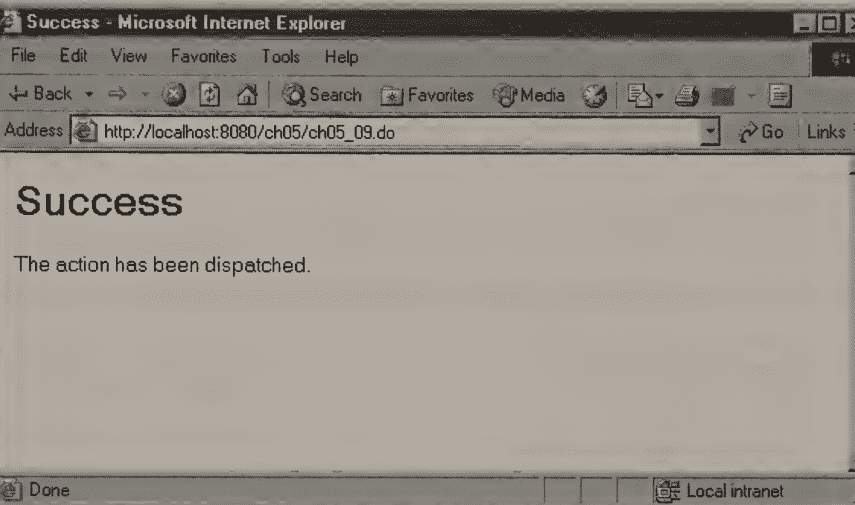 Success - Microsoft Internet Explorer
File Edit View Favorites Tools Help
Back Search Favorites Media
Address http://localhost:8080/ch05/ch05_09.do Go Links
Success
The action has been dispatched.
Done Local intranet